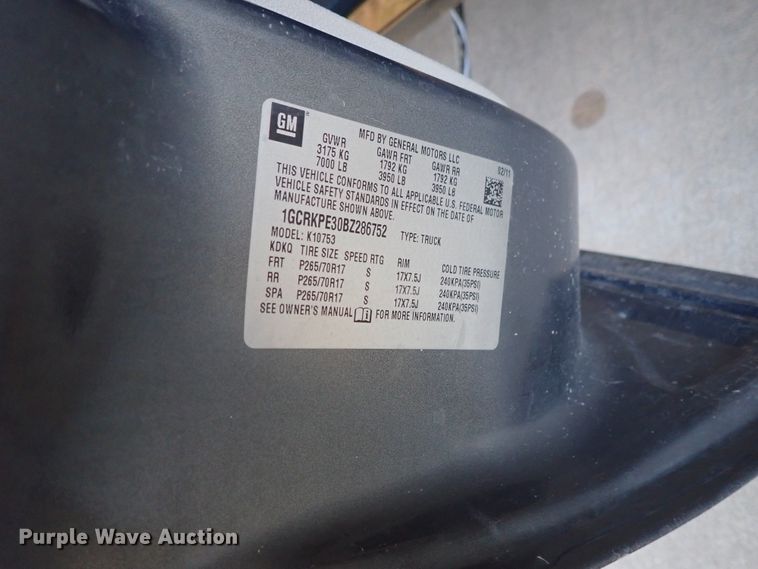 GM
MFD BY GENERAL MOTORS LLC
02/11
GVWR GAWR FRT GAWR RR
3175 KG 1792 KG 1792 KG
7000 LB 3950 LB 3950 LB
THIS VEHICLE CONFORMS TO ALL APPLICABLE U.S. FEDERAL MOTOR
VEHICLE SAFETY STANDARDS IN EFFECT ON THE DATE OF
MANUFACTURE SHOWN ABOVE.
1GCRKPE30BZ286752 TYPE: TRUCK
MODEL: K10753
KDKQ TIRE SIZE SPEED RTG RIM COLD TIRE PRESSURE
FRT P265/70R17 S 17X7.5J 240KPA(35PSI)
RR P265/70R17 S 17X7.5J 240KPA(35PSI)
SPA P265/70R17 S 17X7.5J 240KPA(35PSI)
SEE OWNER'S MANUAL FOR MORE INFORMATION.
Purple Wave Auction